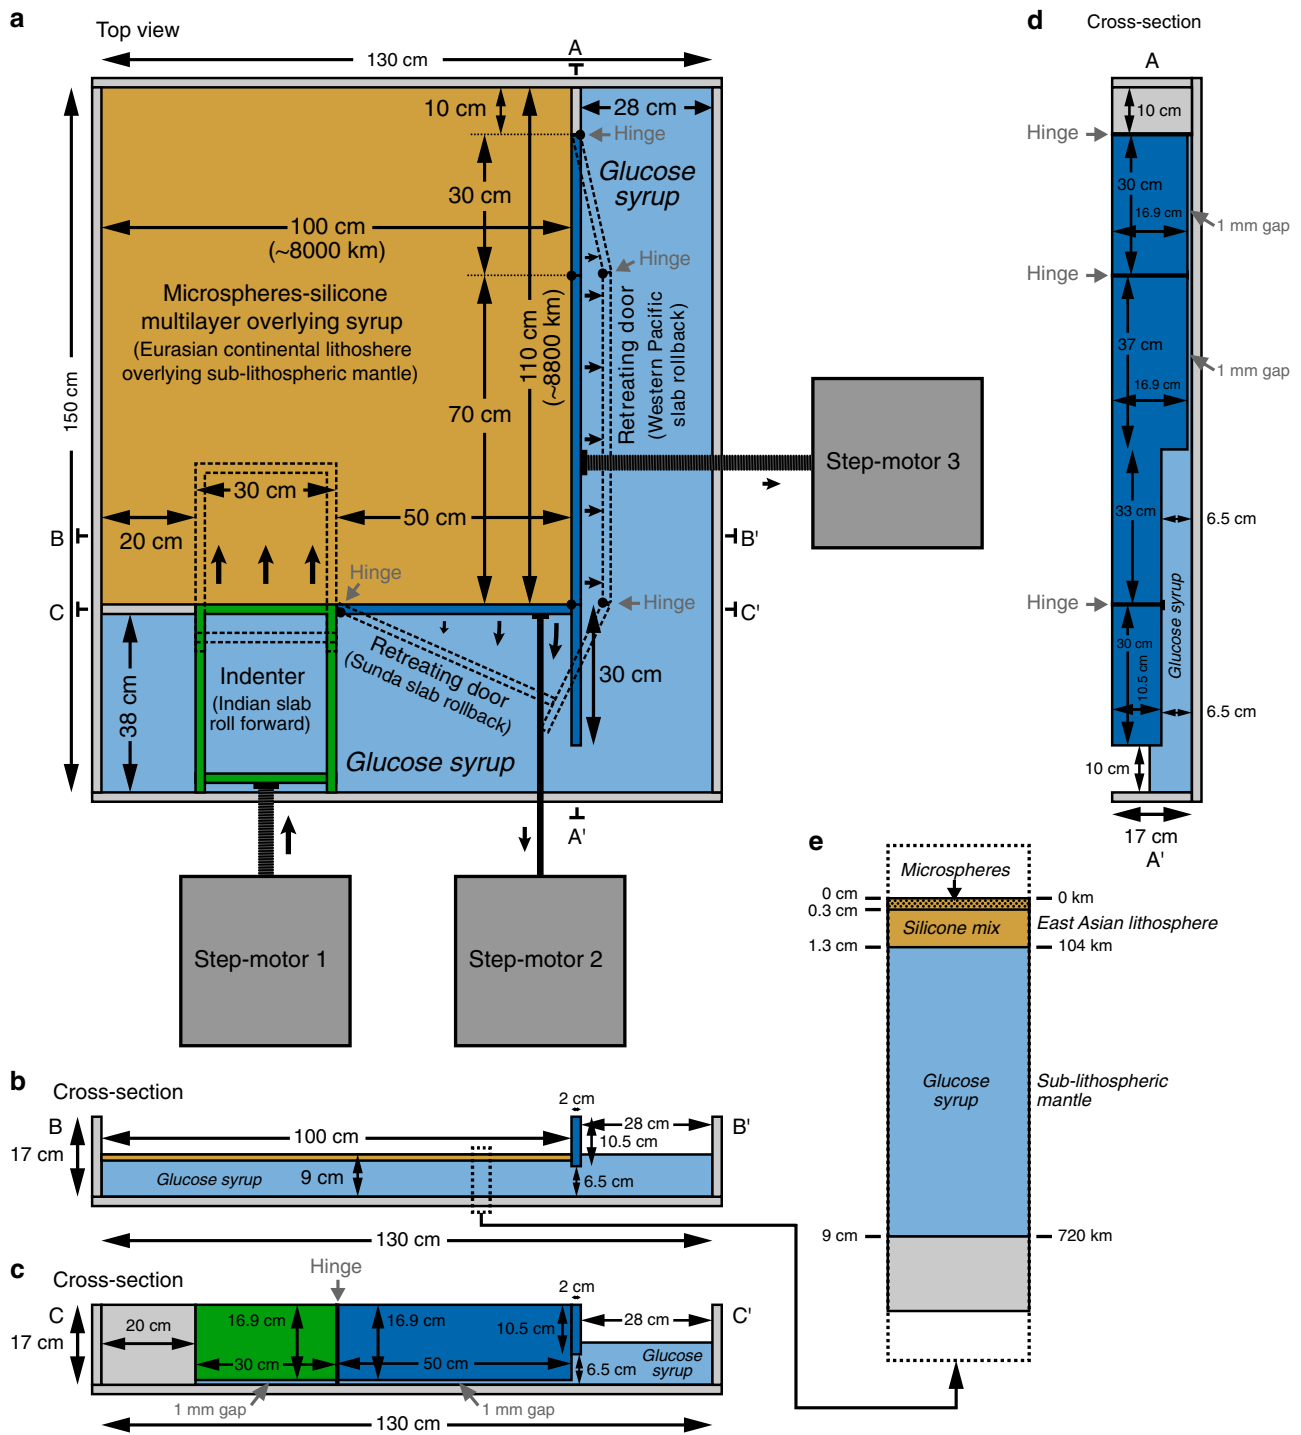 a
Top view
130 cm
A
10 cm
28 cm
Hinge
Glucose
syrup
30 cm
100 cm
(~8000 km)
Hinge
Microspheres-silicone
multilayer overlying syrup
(Eurasian continental lithoshere
overlying sub-lithospheric mantle)
110 cm
(~8800 km)
Retreating door
(Western Pacific
slab rollback)
150 cm
70 cm
Step-motor 3
30 cm
50 cm
20 cm
B
B'
Hinge
Hinge
C
C'
38 cm
Indenter
(Indian slab
roll forward)
Retreating door
(Sunda slab rollback)
30 cm
Glucose syrup
A'
Step-motor 1
Step-motor 2
b
Cross-section
B
17 cm
2 cm
28 cm
B'
100 cm
10.5 cm
Glucose syrup
9 cm
6.5 cm
130 cm
c
Cross-section
Hinge
2 cm
C
17 cm
20 cm
16.9 cm
30 cm
16.9 cm
50 cm
10.5 cm
28 cm
C'
6.5 cm
Glucose
syrup
1 mm gap
1 mm gap
130 cm
d
Cross-section
A
10 cm
Hinge
30 cm
16.9 cm
1 mm gap
Hinge
37 cm
1 mm gap
16.9 cm
33 cm
6.5 cm
Glucose syrup
Hinge
30 cm
10.5 cm
6.5 cm
10 cm
17 cm
A'
e
Microspheres
0 cm
0 km
0.3 cm
Silicone mix
East Asian lithosphere
1.3 cm
104 km
Glucose
syrup
Sub-lithospheric
mantle
9 cm
720 km